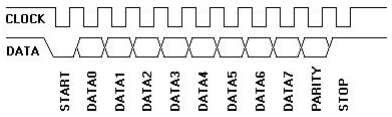 CLOCK
DATA
START
DATA0
DATA1
DATA2
DATA3
DATA4
DATA5
DATA6
DATA7
PARITY
STOP